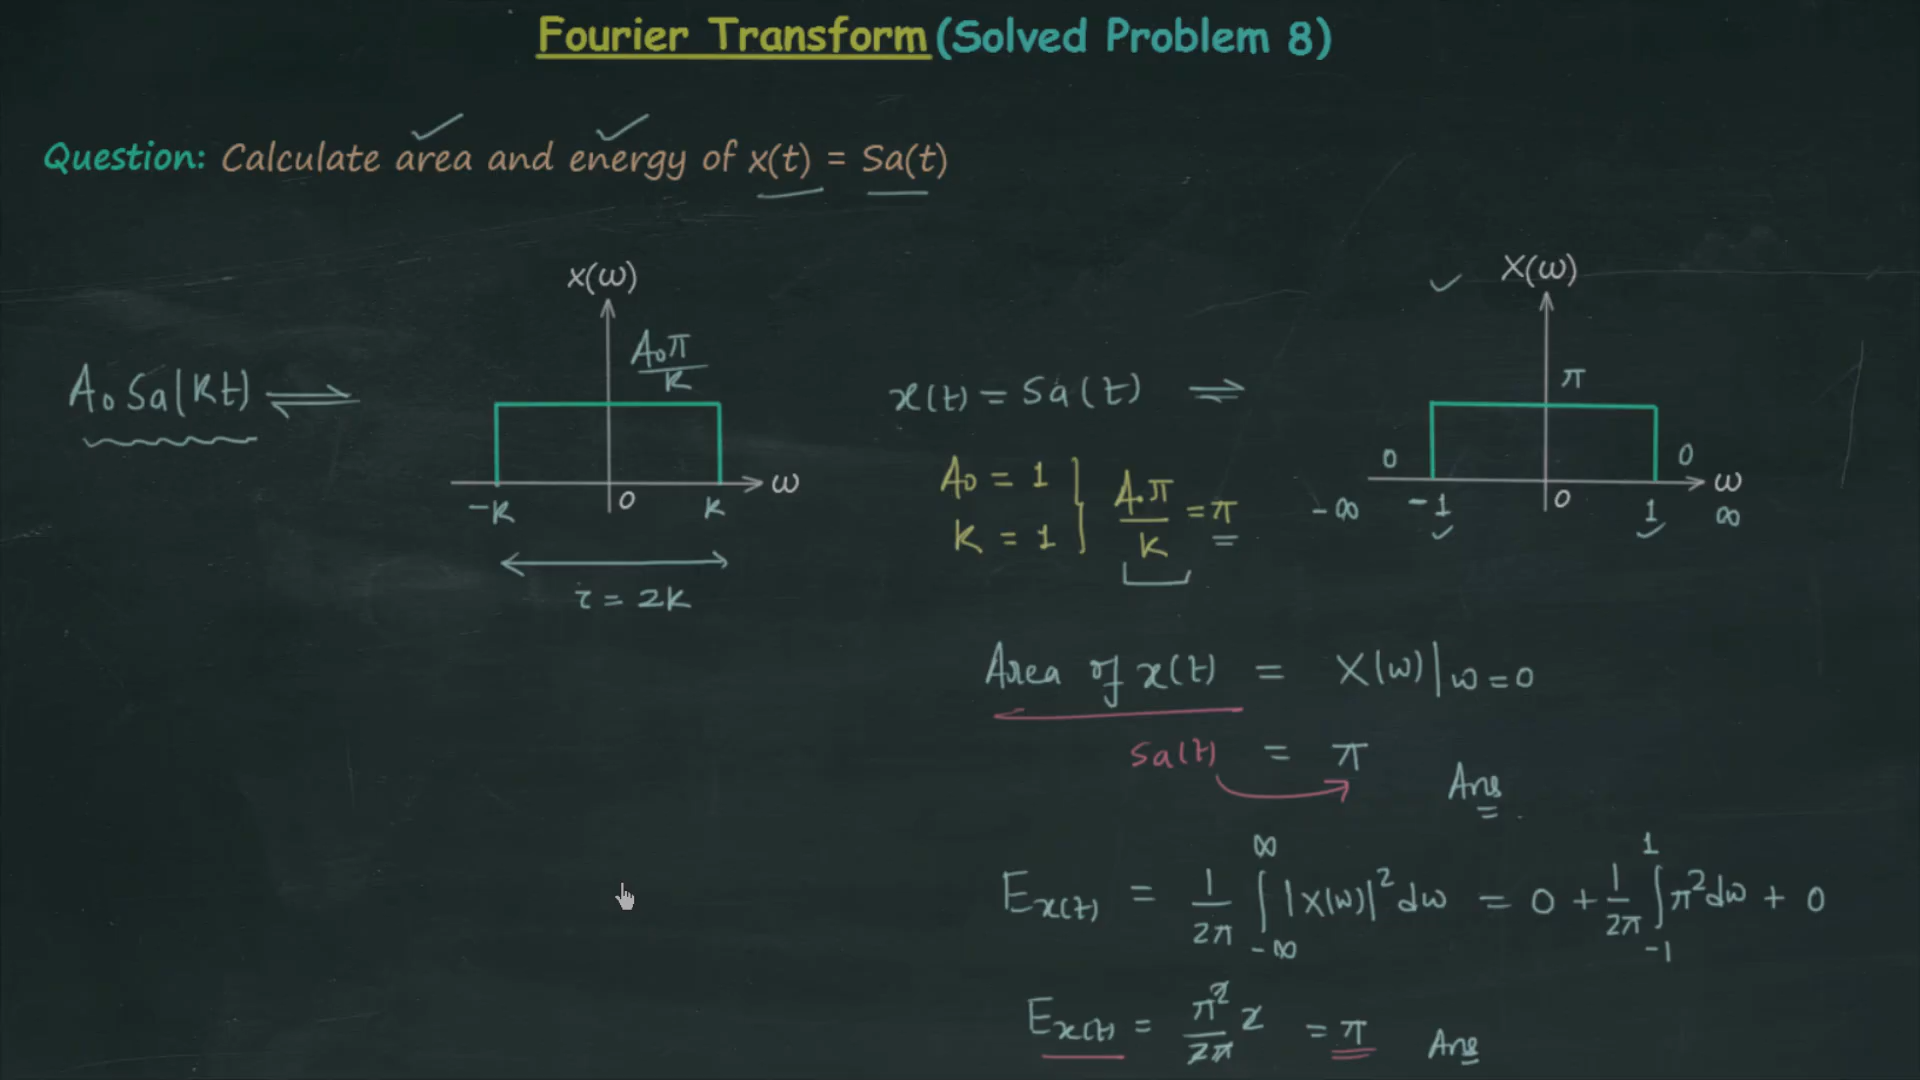 Fourier Transform (Solved Problem 8)
Question: Calculate area and energy of x(t) = Sa(t)
A₀ Sa(Kt) ⇌
X(ω)
A₀π/K
-K 0 K ω
τ = 2K
x(t) = Sa(t) ⇌
A₀ = 1
K = 1
A₀π/K = π
X(ω)
π
0 0
-∞ -1 0 1 ω ∞
Area of x(t) = X(ω)|ω=0
Sa(t) = π Ans
Ex(t) = 1/2π ∫_{-∞}^{∞} |X(ω)|² dω = 0 + 1/2π ∫_{-1}^{1} π² dω + 0
Ex(t) = π²/2π 2 = π Ans